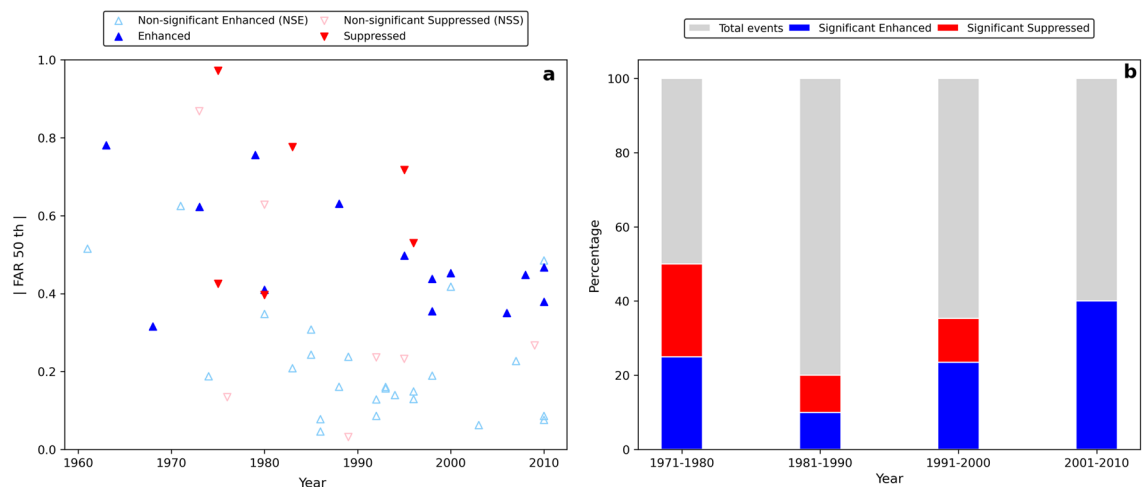 Non-significant Enhanced (NSE) Non-significant Suppressed (NSS)
Enhanced Suppressed
a
1.0
0.8
0.6
0.4
0.2
0.0
| FAR 50 th |
1960 1970 1980 1990 2000 2010
Year
Total events Significant Enhanced Significant Suppressed
b
100
80
60
40
20
0
Percentage
1971-1980 1981-1990 1991-2000 2001-2010
Year